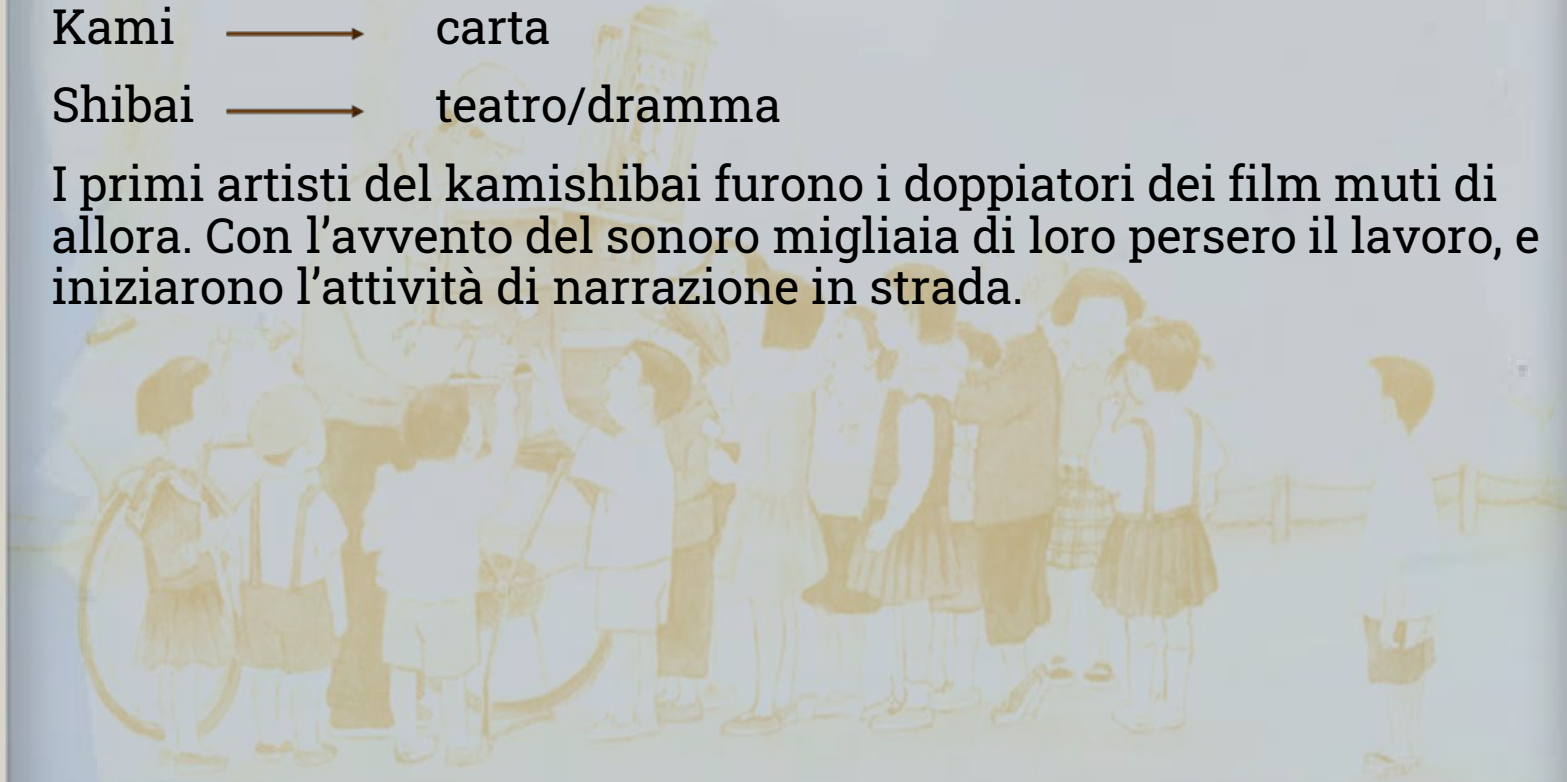 Kami → carta
Shibai → teatro/dramma
I primi artisti del kamishibai furono i doppiatori dei film muti di
allora. Con l’avvento del sonoro migliaia di loro persero il lavoro, e
iniziarono l’attività di narrazione in strada.